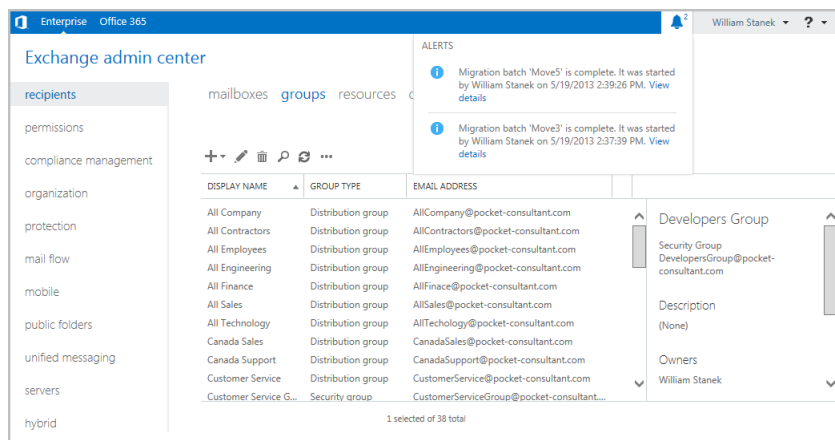 Enterprise Office 365
2
William Stanek ?
Exchange admin center
ALERTS
Migration batch 'Move5' is complete. It was started
by William Stanek on 5/19/2013 2:39:26 PM. View
details
Migration batch 'Move3' is complete. It was started
by William Stanek on 5/19/2013 2:37:39 PM. View
details
recipients
permissions
compliance management
organization
protection
mail flow
mobile
public folders
unified messaging
servers
hybrid
mailboxes groups resources
DISPLAY NAME GROUP TYPE EMAIL ADDRESS
All Company Distribution group AllCompany@pocket-consultant.com
All Contractors Distribution group AllContractors@pocket-consultant.com
All Employees Distribution group AllEmployees@pocket-consultant.com
All Engineering Distribution group AllEngineering@pocket-consultant.com
All Finance Distribution group AllFinace@pocket-consultant.com
All Sales Distribution group AllSales@pocket-consultant.com
All Technology Distribution group AllTechology@pocket-consultant.com
Canada Sales Distribution group CanadaSales@pocket-consultant.com
Canada Support Distribution group CanadaSupport@pocket-consultant.com
Customer Service Distribution group CustomerService@pocket-consultant.com
Customer Service G... Security group CustomerServiceGroup@pocket-consultant....
1 selected of 38 total
Developers Group
Security Group
DevelopersGroup@pocket-
consultant.com
Description
(None)
Owners
William Stanek